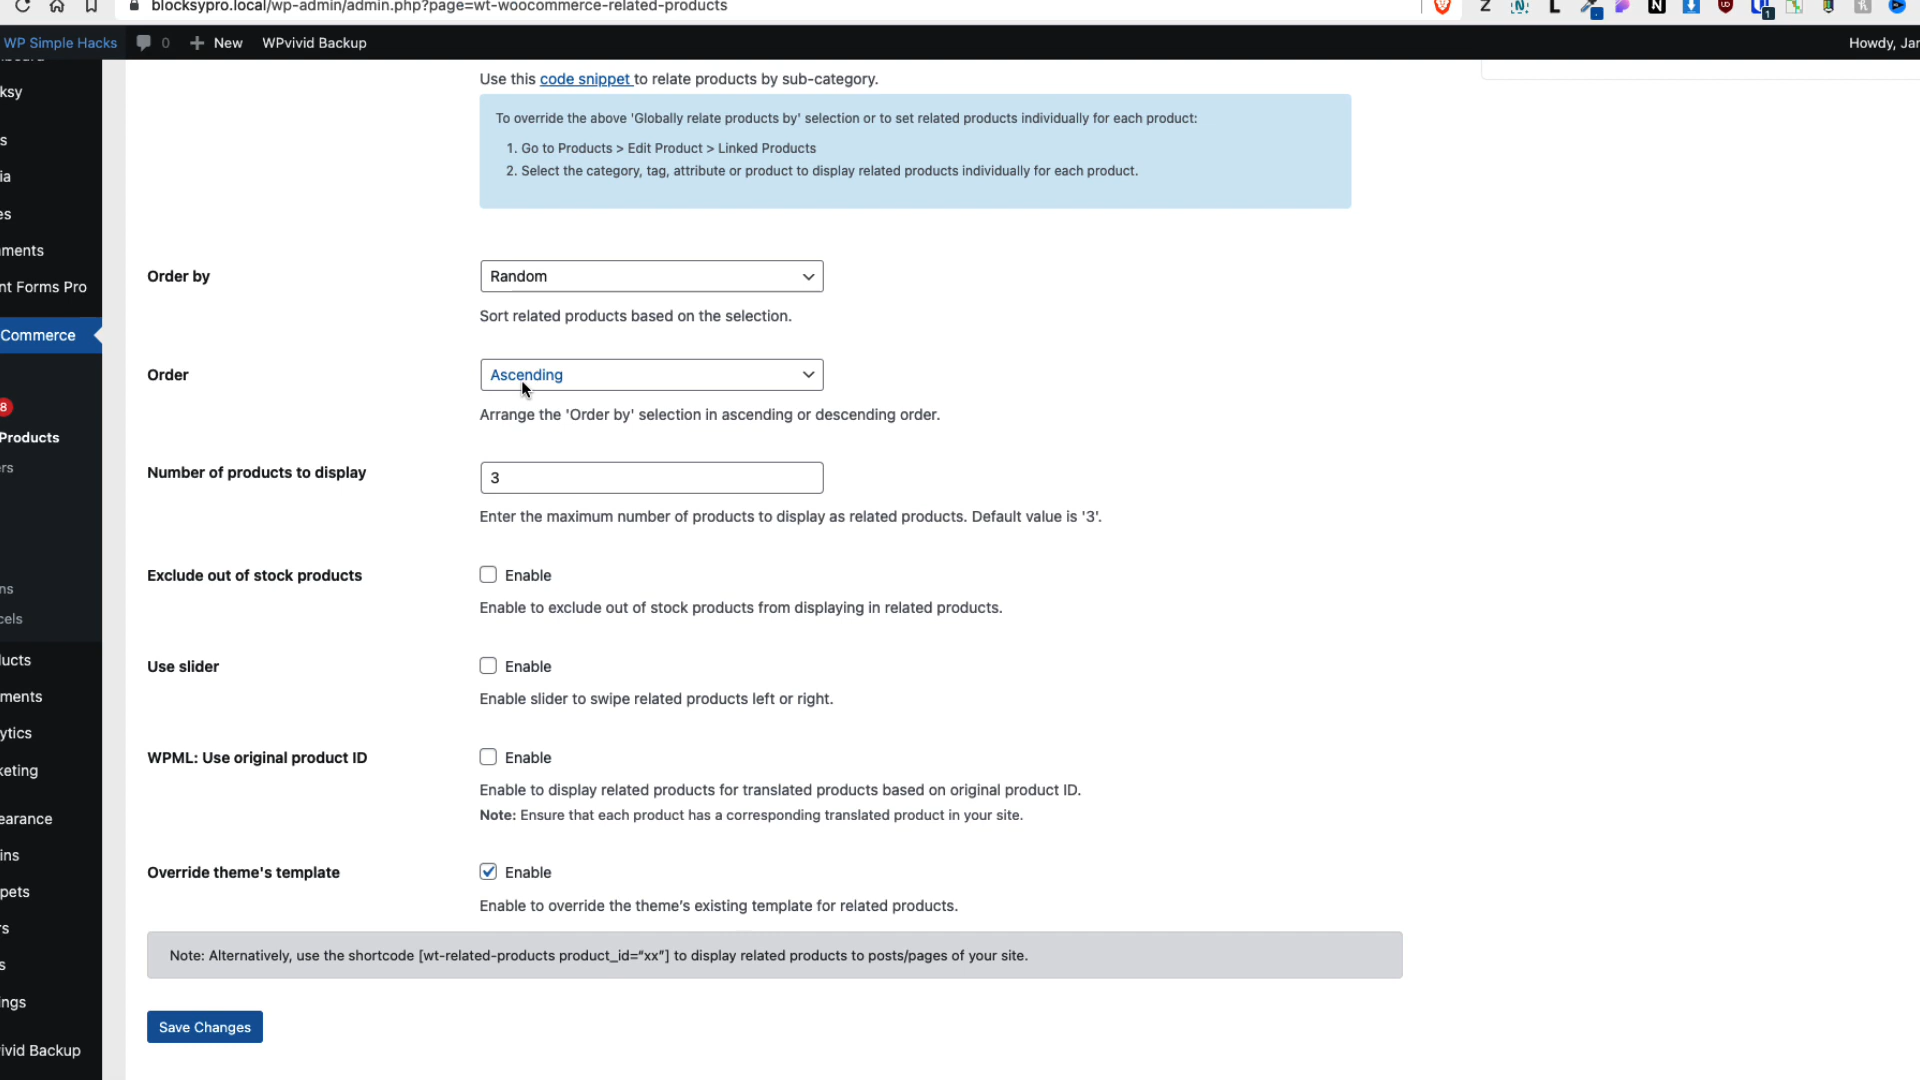 blocksypro.local/wp-admin/admin.php?page=wt-woocommerce-related-products
WP Simple Hacks 0 New WPvivid Backup Howdy, Jar
ksy
s
ia
es
ments
nt Forms Pro
Commerce
8
Products
ers
ns
cels
ucts
ments
ytics
keting
earance
ins
pets
rs
s
ings
ivid Backup
Use this code snippet to relate products by sub-category.
To override the above 'Globally relate products by' selection or to set related products individually for each product:
1. Go to Products > Edit Product > Linked Products
2. Select the category, tag, attribute or product to display related products individually for each product.
Order by
Random
Sort related products based on the selection.
Order
Ascending
Arrange the 'Order by' selection in ascending or descending order.
Number of products to display
3
Enter the maximum number of products to display as related products. Default value is '3'.
Exclude out of stock products
Enable
Enable to exclude out of stock products from displaying in related products.
Use slider
Enable
Enable slider to swipe related products left or right.
WPML: Use original product ID
Enable
Enable to display related products for translated products based on original product ID.
Note: Ensure that each product has a corresponding translated product in your site.
Override theme's template
Enable
Enable to override the theme’s existing template for related products.
Note: Alternatively, use the shortcode [wt-related-products product_id=“xx”] to display related products to posts/pages of your site.
Save Changes